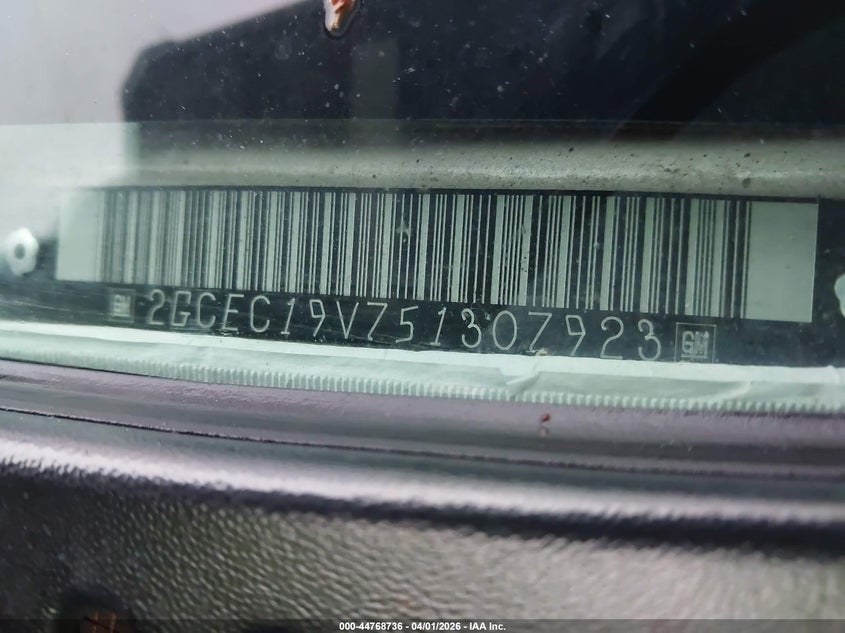 GM 2GCEC19V751307923 GM
000-44768736 - 04/01/2026 - IAA Inc.